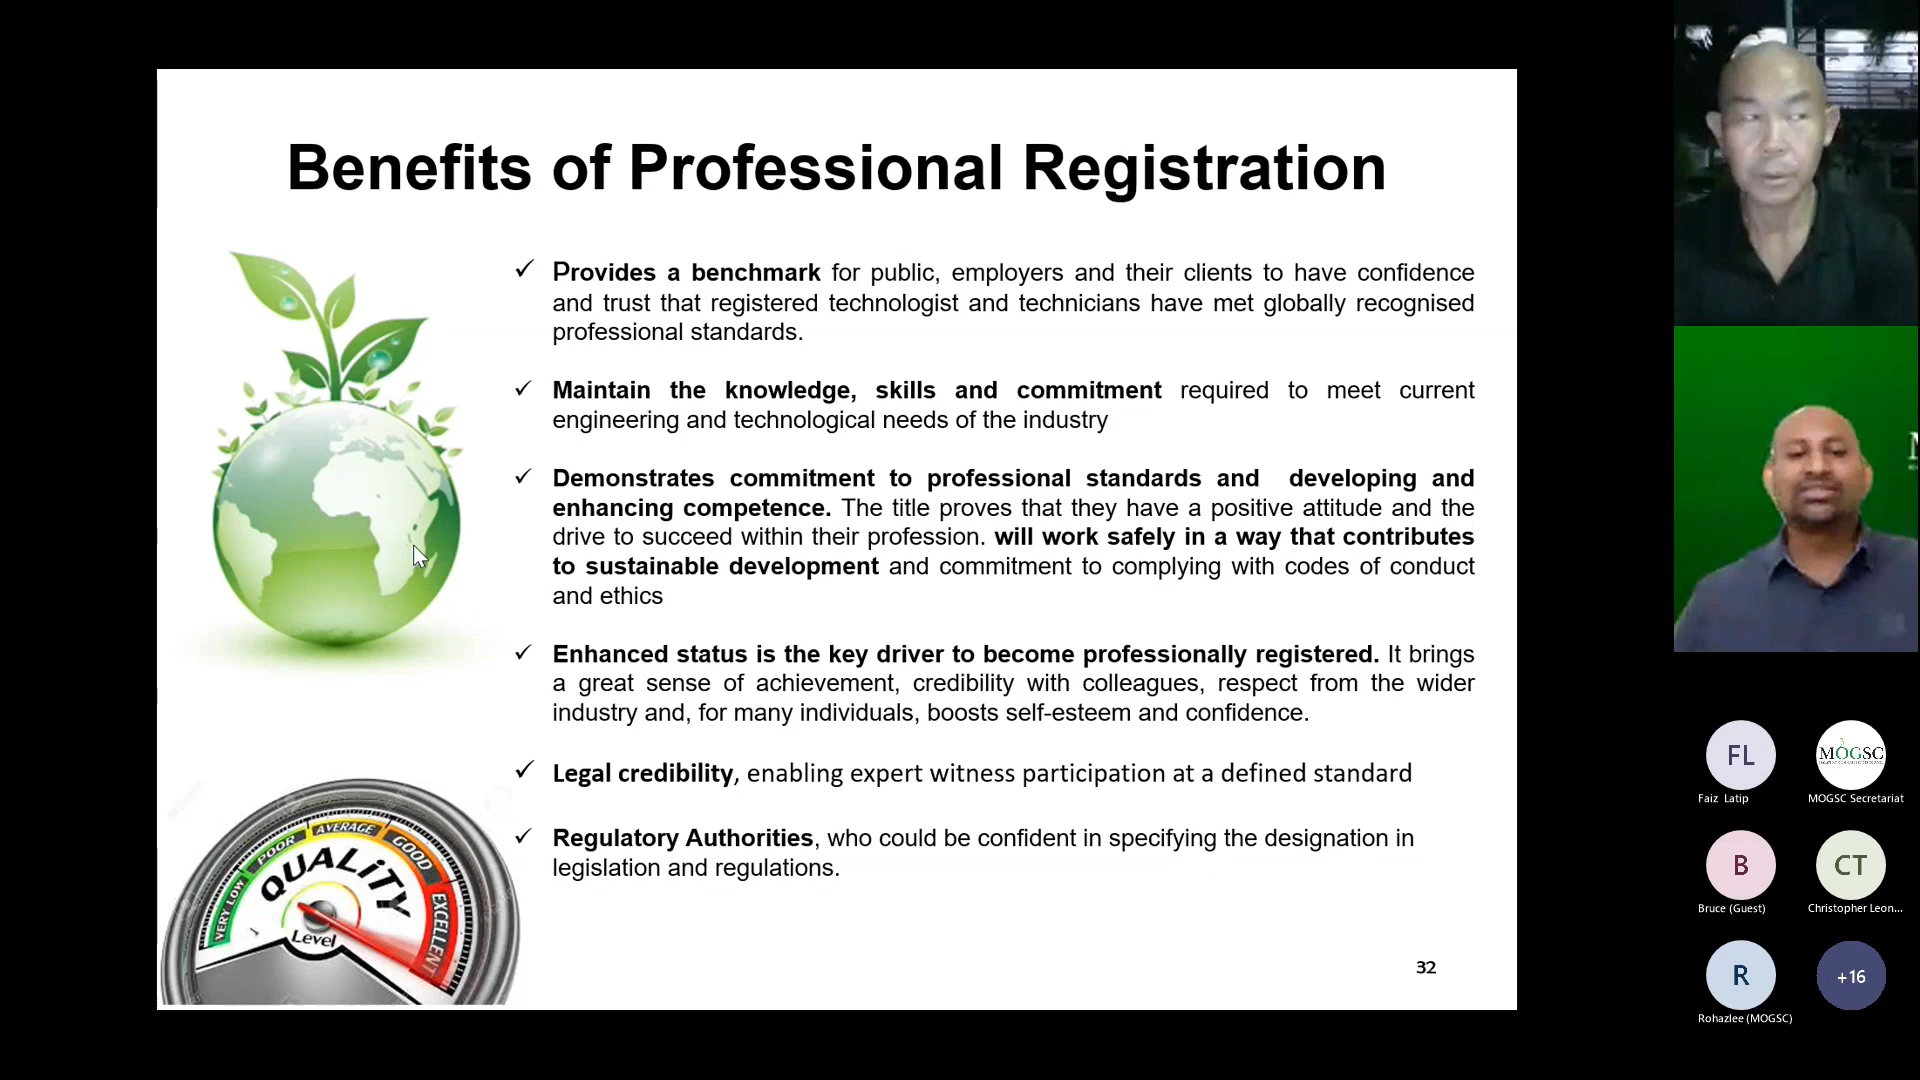 Benefits of Professional Registration
✓ Provides a benchmark for public, employers and their clients to have confidence
and trust that registered technologist and technicians have met globally recognised
professional standards.
✓ Maintain the knowledge, skills and commitment required to meet current
engineering and technological needs of the industry
✓ Demonstrates commitment to professional standards and developing and
enhancing competence. The title proves that they have a positive attitude and the
drive to succeed within their profession. will work safely in a way that contributes
to sustainable development and commitment to complying with codes of conduct
and ethics
✓ Enhanced status is the key driver to become professionally registered. It brings
a great sense of achievement, credibility with colleagues, respect from the wider
industry and, for many individuals, boosts self-esteem and confidence.
✓ Legal credibility, enabling expert witness participation at a defined standard
✓ Regulatory Authorities, who could be confident in specifying the designation in
legislation and regulations.
VERY LOW
POOR
AVERAGE
GOOD
EXCELLENT
QUALiTY
Level
32
FL
Faiz Latip
MOGSC
MOGSC Secretariat
B
Bruce (Guest)
CT
Christopher Leon...
R
Rohazlee (MOGSC)
+16